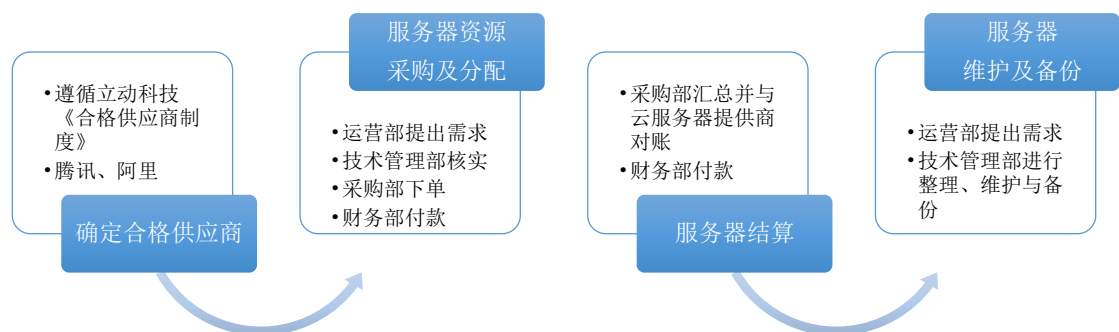 •遵循立动科技
《合格供应商制
度》
•腾讯、阿里
确定合格供应商
服务器资源
采购及分配
•运营部提出需求
•技术管理部核实
•采购部下单
•财务部付款
•采购部汇总并与
云服务器提供商
对账
•财务部付款
服务器结算
服务器
维护及备份
•运营部提出需求
•技术管理部进行
整理、维护与备
份